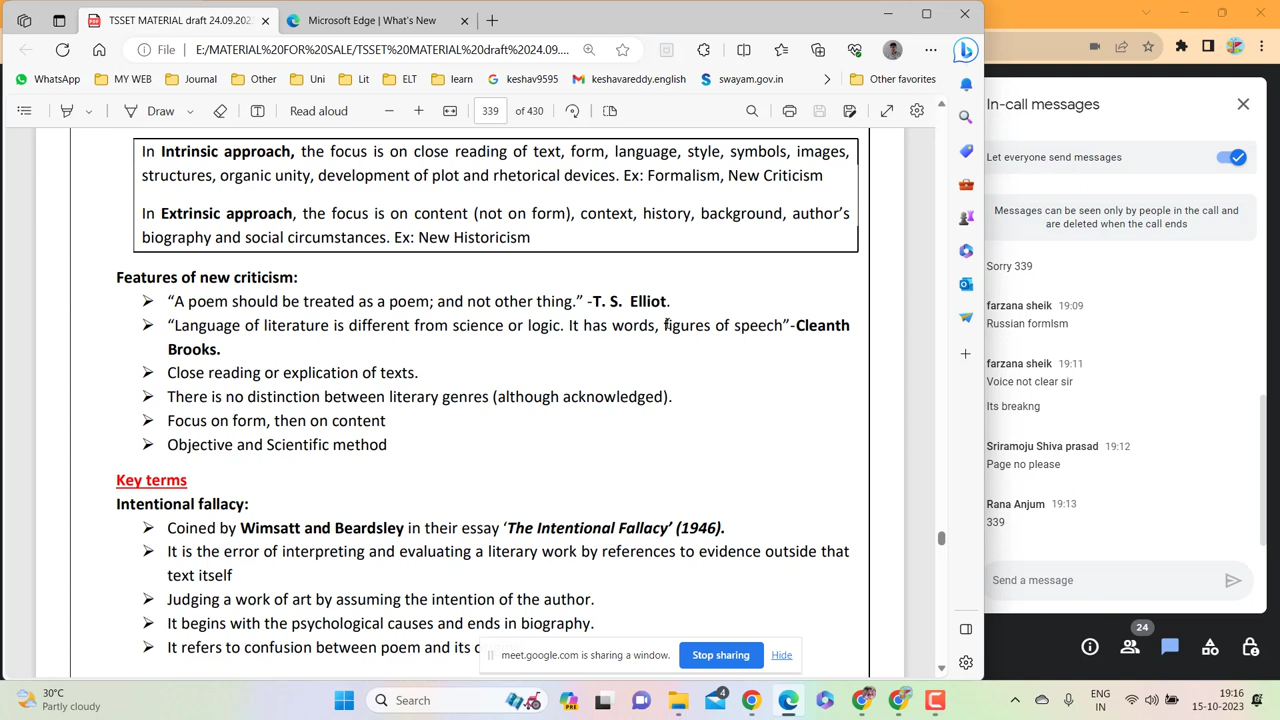 TSSET MATERIAL draft 24.09.202
Microsoft Edge | What's New
File
E:/MATERIAL%20FOR%20SALE/TSSET%20MATERIAL%20draft%2024.09....
WhatsApp
MY WEB
Journal
Other
Uni
Lit
ELT
learn
keshav9595
keshavareddy.english
swayam.gov.in
Other favorites
Draw
Read aloud
339
of 430
In Intrinsic approach, the focus is on close reading of text, form, language, style, symbols, images,
structures, organic unity, development of plot and rhetorical devices. Ex: Formalism, New Criticism
In Extrinsic approach, the focus is on content (not on form), context, history, background, author's
biography and social circumstances. Ex: New Historicism
Features of new criticism:
"A poem should be treated as a poem; and not other thing." -T. S. Elliot.
"Language of literature is different from science or logic. It has words, figures of speech"-Cleanth
Brooks.
Close reading or explication of texts.
There is no distinction between literary genres (although acknowledged).
Focus on form, then on content
Objective and Scientific method
Key terms
Intentional fallacy:
Coined by Wimsatt and Beardsley in their essay 'The Intentional Fallacy' (1946).
It is the error of interpreting and evaluating a literary work by references to evidence outside that
text itself
Judging a work of art by assuming the intention of the author.
It begins with the psychological causes and ends in biography.
It refers to confusion between poem and its
meet.google.com is sharing a window.
Stop sharing
Hide
In-call messages
Let everyone send messages
Messages can be seen only by people in the call and
are deleted when the call ends
Sorry 339
farzana sheik 19:09
Russian formlsm
farzana sheik 19:11
Voice not clear sir
Its breakng
Sriramoju Shiva prasad 19:12
Page no please
Rana Anjum 19:13
339
Send a message
24
30°C
Partly cloudy
Search
PRE
4
ENG
IN
19:16
15-10-2023